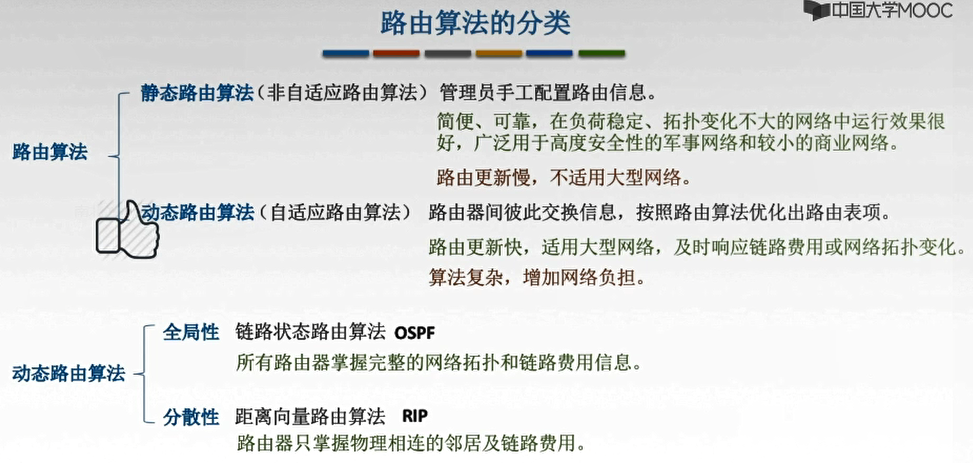 中国大学MOOC
路由算法的分类
静态路由算法（非自适应路由算法） 管理员手工配置路由信息。
简便、可靠，在负荷稳定、拓扑变化不大的网络中运行效果很
好，广泛用于高度安全性的军事网络和较小的商业网络。
路由算法
路由更新慢，不适用大型网络。
动态路由算法（自适应路由算法） 路由器间彼此交换信息，按照路由算法优化出路由表项。
路由更新快，适用大型网络，及时响应链路费用或网络拓扑变化。
算法复杂，增加网络负担。
全局性 链路状态路由算法 OSPF
所有路由器掌握完整的网络拓扑和链路费用信息。
动态路由算法
分散性 距离向量路由算法 RIP
路由器只掌握物理相连的邻居及链路费用。